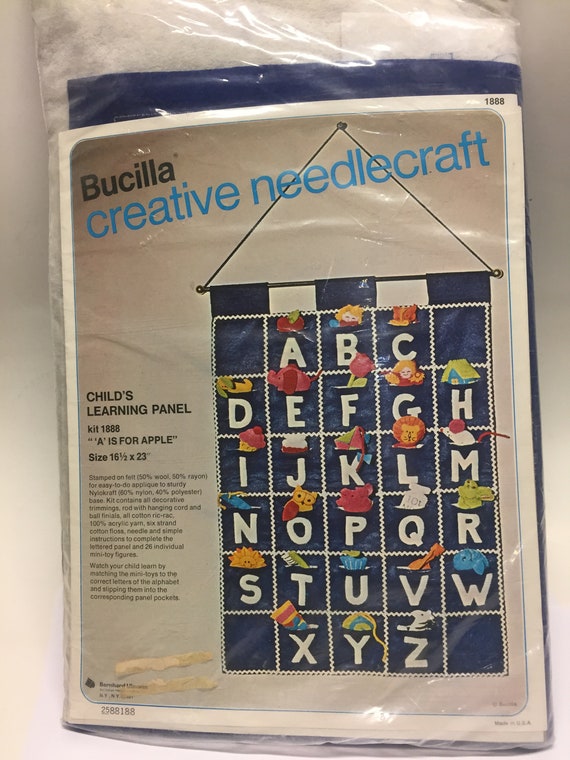 1888
Bucilla®
creative needlecraft
CHILD'S
LEARNING PANEL
kit 1888
"'A' IS FOR APPLE"
Size 16½ x 23"
Stamped on felt (50% wool, 50% rayon)
for easy-to-do applique to sturdy
Nylokraft (60% nylon, 40% polyester)
base. Kit contains all decorative
trimmings, rod with hanging cord and
ball finials, all cotton ric-rac,
100% acrylic yarn, six strand
cotton floss, needle and simple
instructions to complete the
lettered panel and 26 individual
mini-toy figures.
Watch your child learn by
matching the mini-toys to the
correct letters of the alphabet
and slipping them into the
corresponding panel pockets.
A B C
D E F G H
I J K L M
N O P Q R
S T U V W
X Y Z
Bernhard Ulmann
N.Y., N.Y.
2588188
© Bucilla
Made in U.S.A.